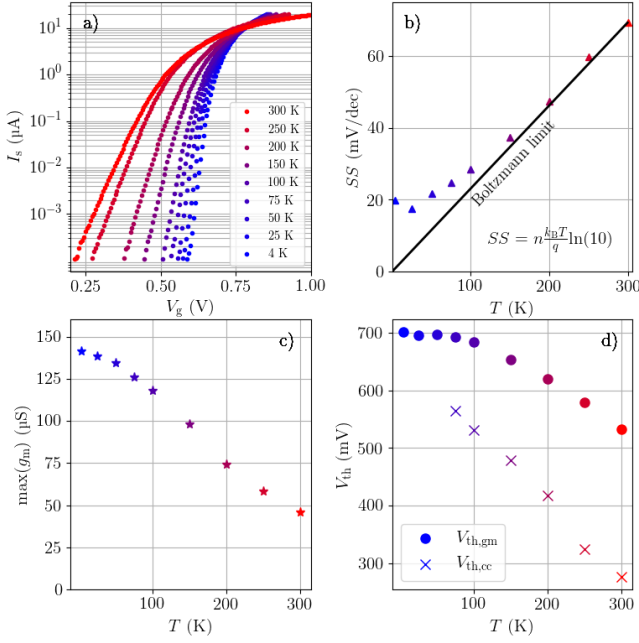 a)
10¹
10⁰
10⁻¹
10⁻²
10⁻³
Iₛ (µA)
300 K
250 K
200 K
150 K
100 K
75 K
50 K
25 K
4 K
0.25 0.50 0.75 1.00
V_g (V)
b)
60
40
20
0
SS (mV/dec)
Boltzmann limit
SS = n k_B T / q ln(10)
100 200 300
T (K)
c)
150
125
100
75
50
25
0
max(g_m) (µS)
100 200 300
T (K)
d)
700
600
500
400
300
V_th (mV)
V_th,gm
V_th,cc
100 200 300
T (K)